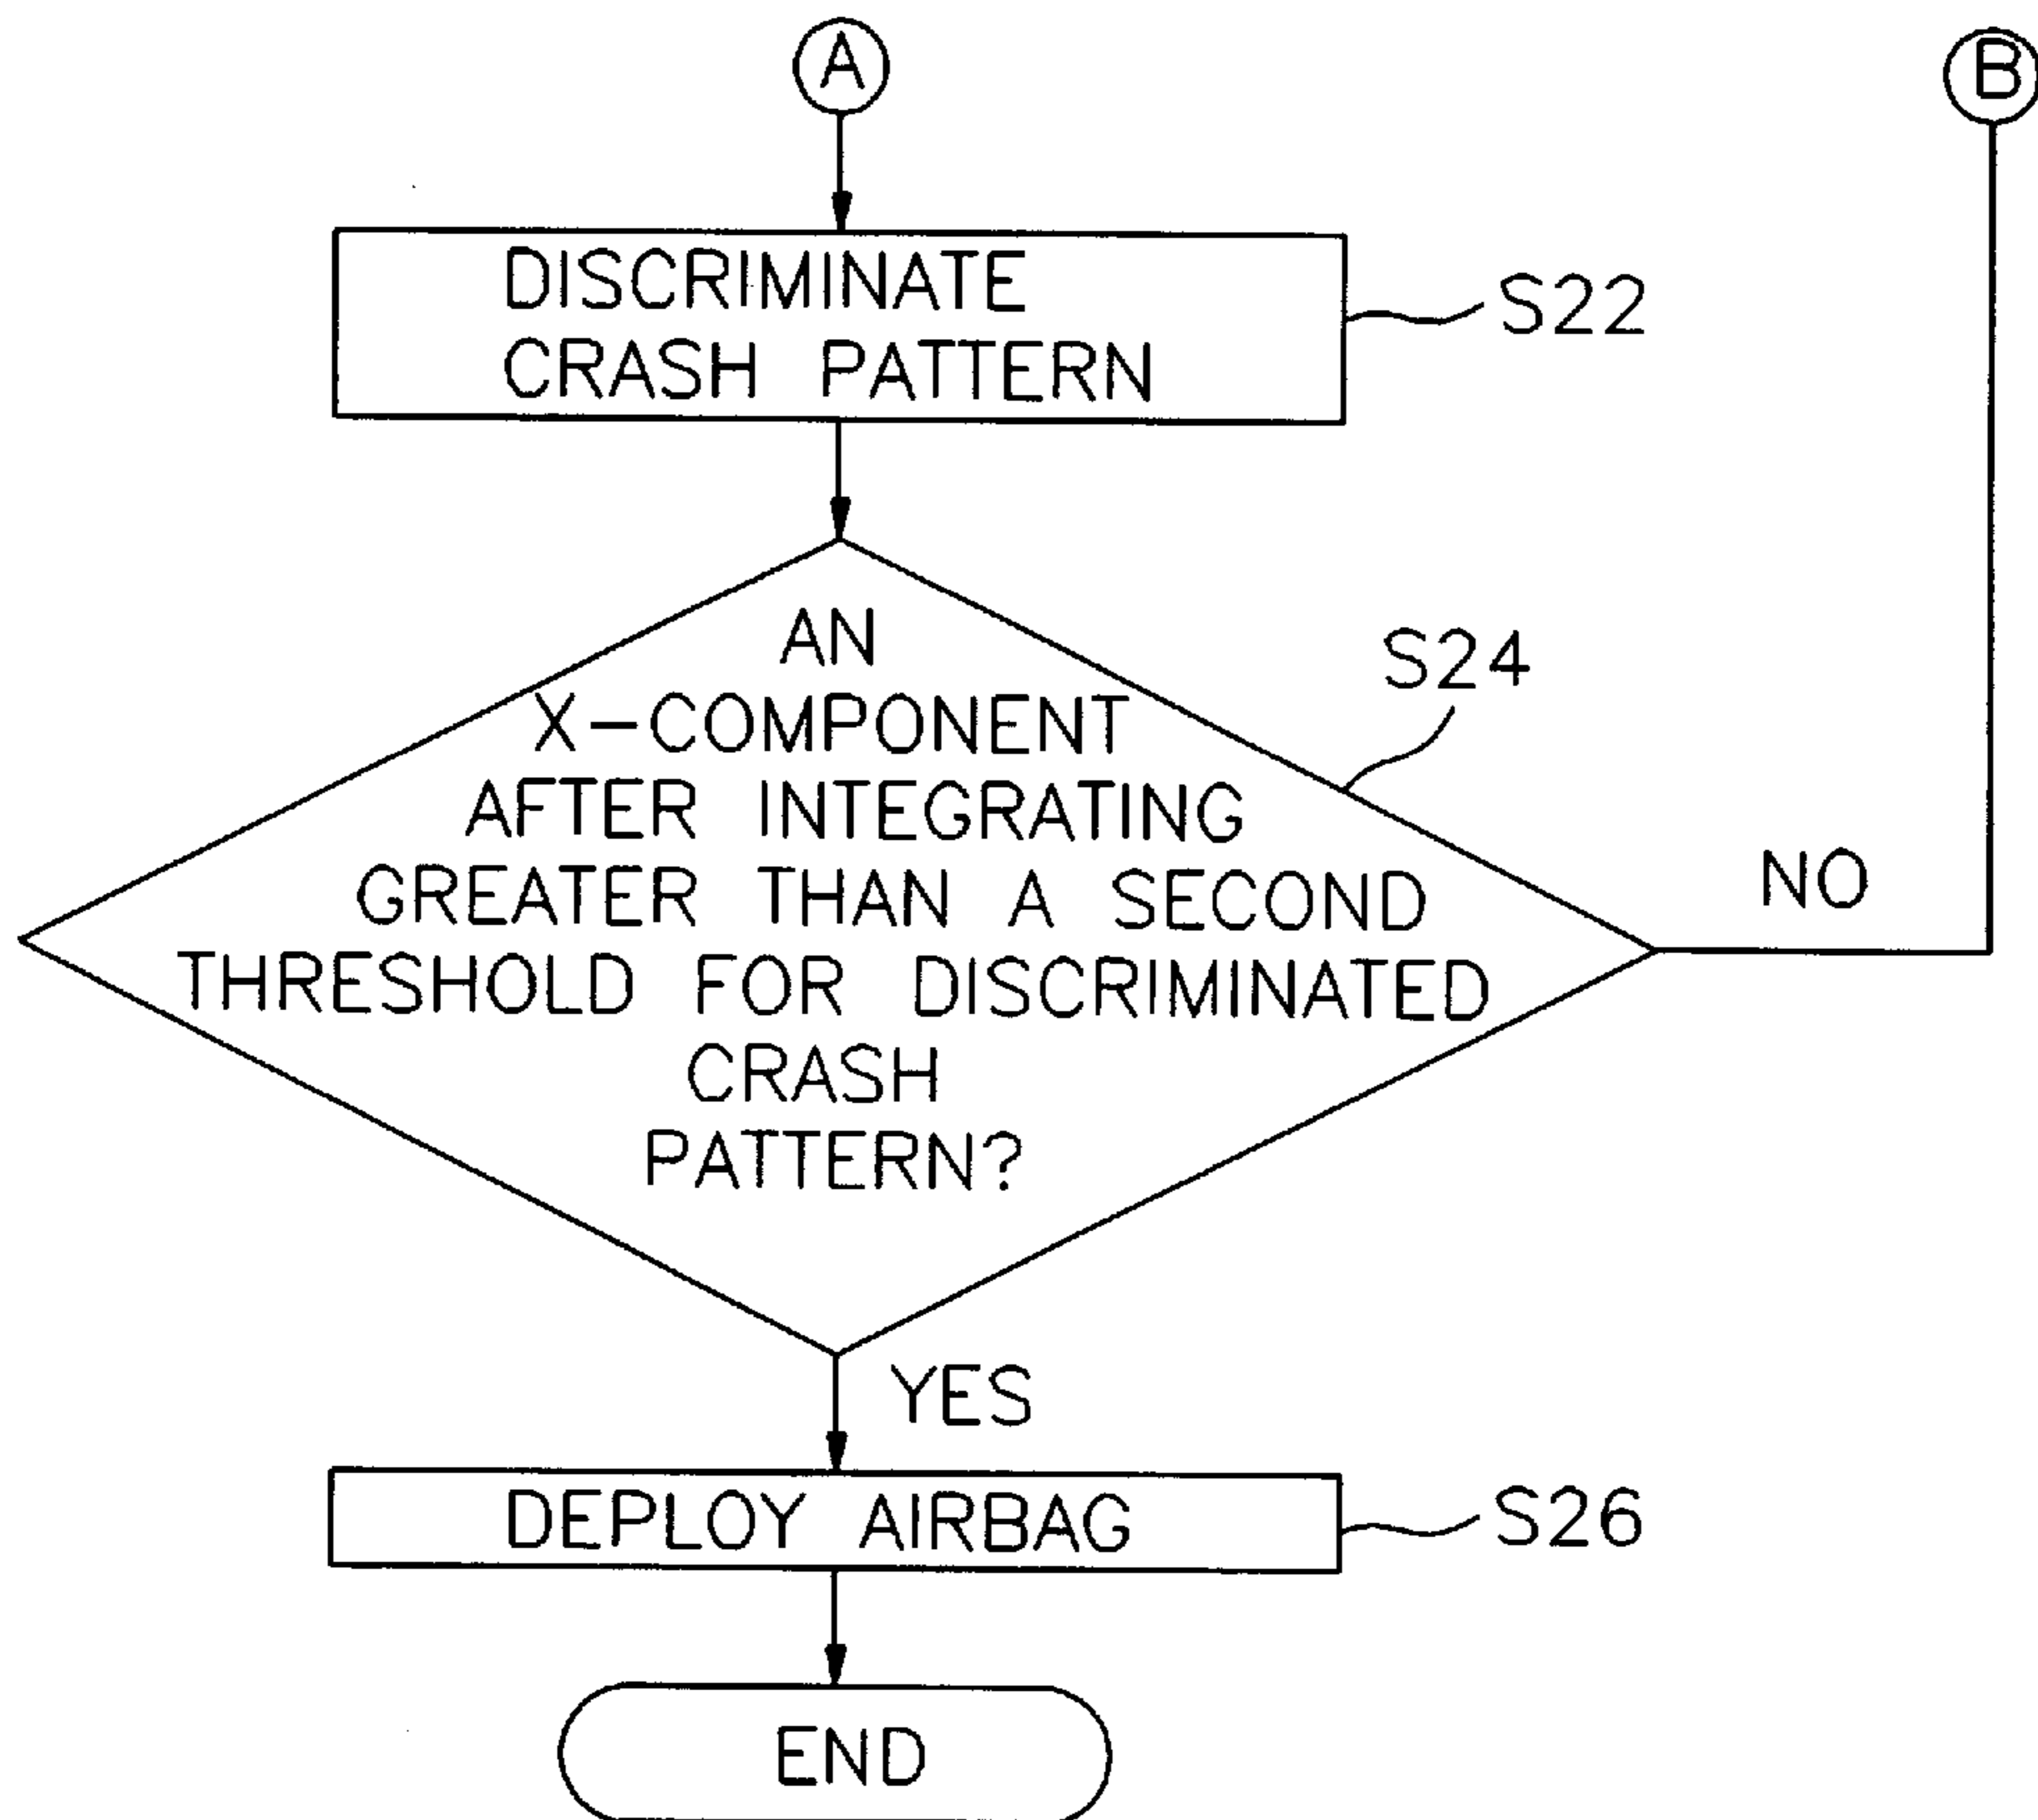 A
B
DISCRIMINATE
CRASH PATTERN
S22
AN
X-COMPONENT
AFTER INTEGRATING
GREATER THAN A SECOND
THRESHOLD FOR DISCRIMINATED
CRASH
PATTERN?
S24
NO
YES
DEPLOY AIRBAG
S26
END